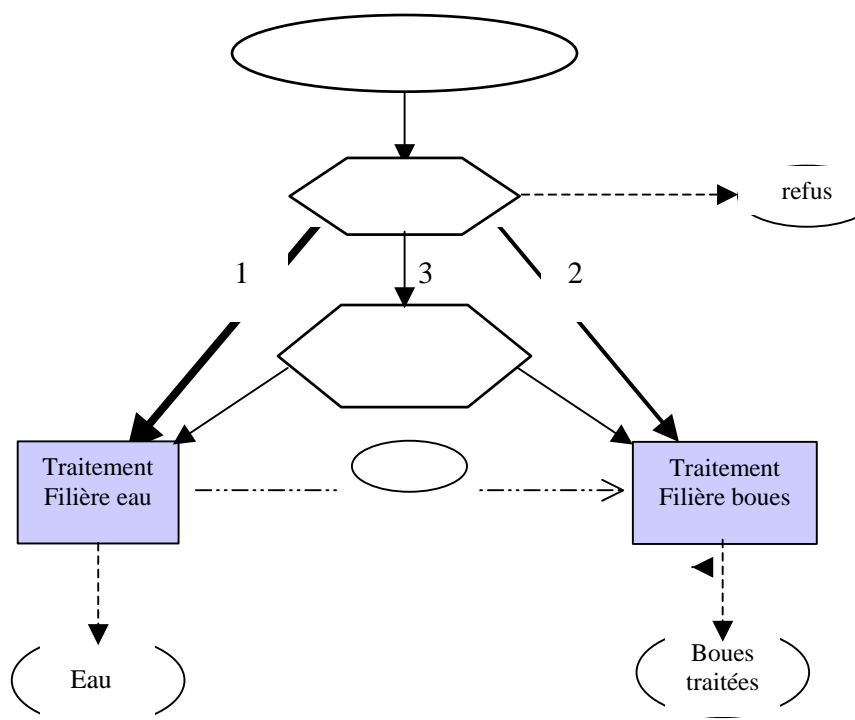 refus
1
3
2
Traitement
Filière eau
Traitement
Filière boues
Eau
Boues
traitées